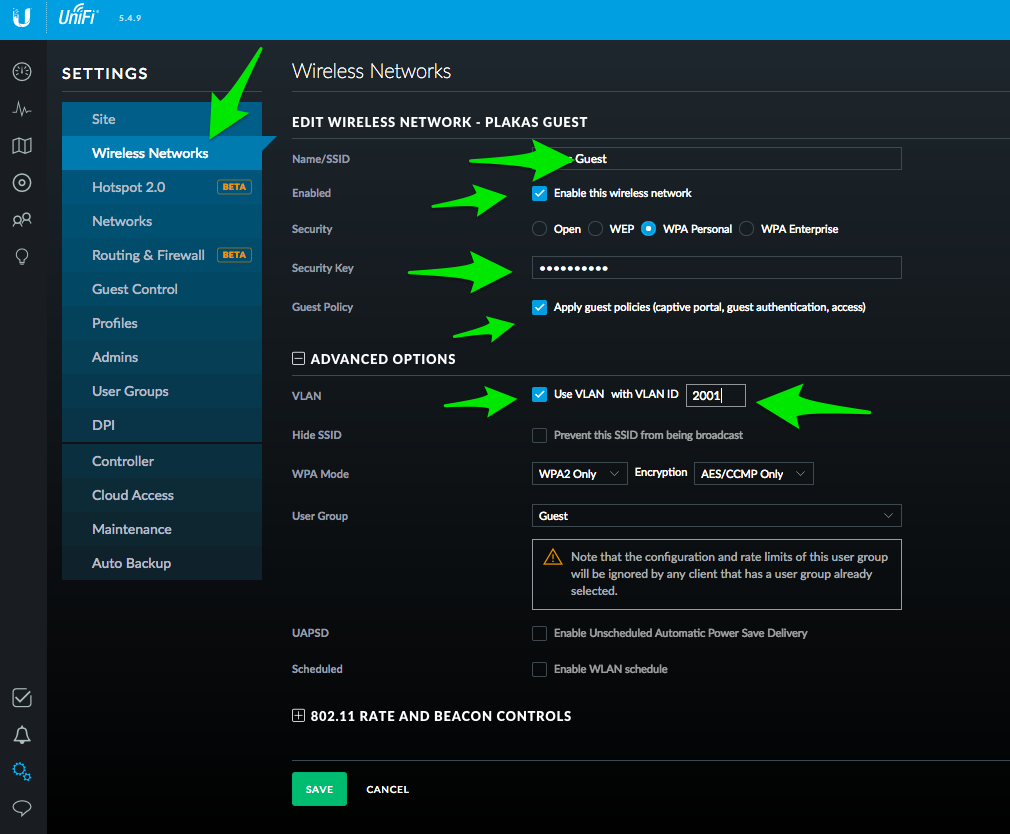 UniFi 5.4.9
SETTINGS
Site
Wireless Networks
Hotspot 2.0 BETA
Networks
Routing & Firewall BETA
Guest Control
Profiles
Admins
User Groups
DPI
Controller
Cloud Access
Maintenance
Auto Backup
Wireless Networks
EDIT WIRELESS NETWORK - PLAKAS GUEST
Name/SSID Guest
Enabled Enable this wireless network
Security Open WEP WPA Personal WPA Enterprise
Security Key ••••••••••
Guest Policy Apply guest policies (captive portal, guest authentication, access)
ADVANCED OPTIONS
VLAN Use VLAN with VLAN ID 2001
Hide SSID Prevent this SSID from being broadcast
WPA Mode WPA2 Only Encryption AES/CCMP Only
User Group Guest
Note that the configuration and rate limits of this user group
will be ignored by any client that has a user group already
selected.
UAPSD Enable Unscheduled Automatic Power Save Delivery
Scheduled Enable WLAN schedule
802.11 RATE AND BEACON CONTROLS
SAVE CANCEL